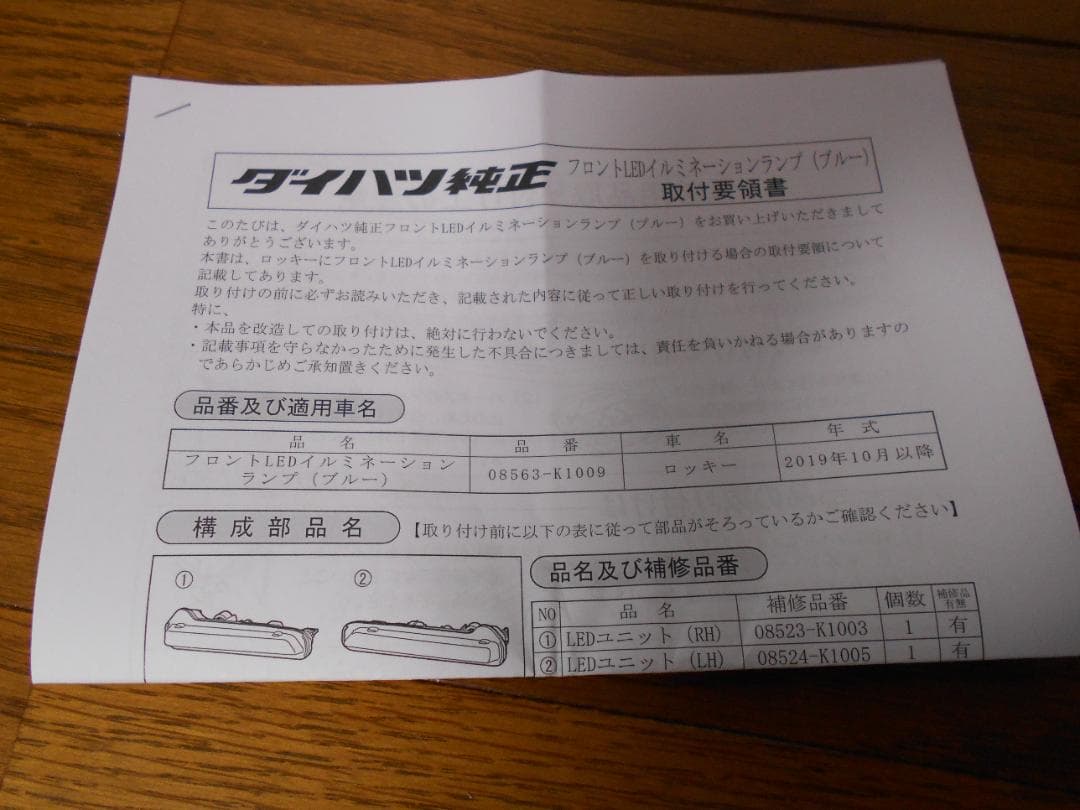 ダイハツ純正 フロントLEDイルミネーションランプ（ブルー）
取付要領書
このたびは、ダイハツ純正フロントLEDイルミネーションランプ（ブルー）をお買い上げいただきまして
ありがとうございます。
本書は、ロッキーにフロントLEDイルミネーションランプ（ブルー）を取り付ける場合の取付要領について
記載してあります。
取り付けの前に必ずお読みいただき、記載された内容に従って正しい取り付けを行ってください。
特に、
・本品を改造しての取り付けは、絶対に行わないでください。
・記載事項を守らなかったために発生した不具合につきましては、責任を負いかねる場合がありますの
であらかじめご承知置きください。
品番及び適用車名
品 名 品 番 車 名 年 式
フロントLEDイルミネーション
ランプ（ブルー） 08563-K1009 ロッキー 2019年10月以降
構成部品名 【取り付け前に以下の表に従って部品がそろっているかご確認ください】
① ②
品名及び補修品番
NO 品 名 補修品番 個数 補修品有無
① LEDユニット（RH） 08523-K1003 1 有
② LEDユニット（LH） 08524-K1005 1 有